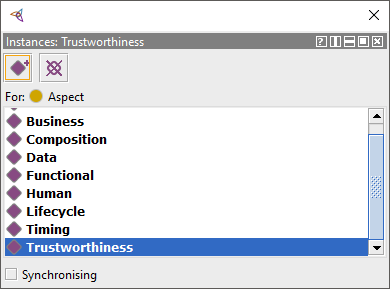 Instances: Trustworthiness
For: Aspect
Business
Composition
Data
Functional
Human
Lifecycle
Timing
Trustworthiness
Synchronising